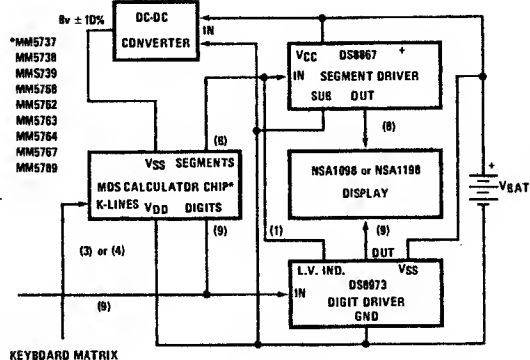 8v ± 10%
DC-DC
CONVERTER
IN
*MM5737
MM5738
MM5739
MM5758
MM5762
MM5763
MM5764
MM5767
MM5789
VCC DS8867 +
IN SEGMENT DRIVER
SUB OUT
(8)
(8)
VSS SEGMENTS
MOS CALCULATOR CHIP*
K-LINES VDD DIGITS
NSA1098 or NSA1198
DISPLAY
+
VBAT
(3) or (4)
(9)
(1)
(9)
OUT
L.V. IND. VSS
DS8973
IN DIGIT DRIVER
GND
(9)
KEYBOARD MATRIX